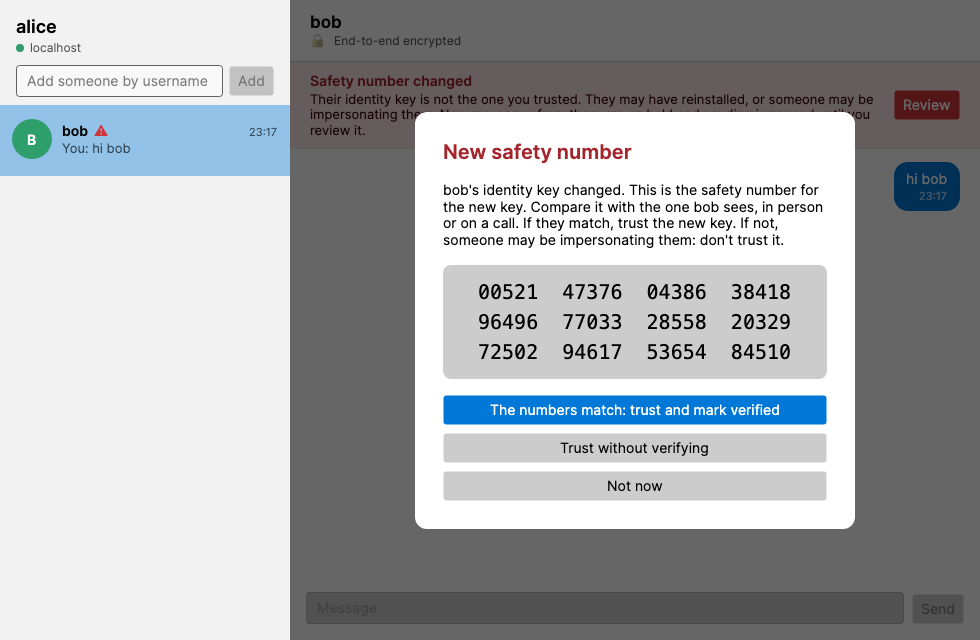 alice
localhost
Add someone by username
Add
bob
23:17
You: hi bob
B
bob
End-to-end encrypted
Safety number changed
Their identity key is not the one you trusted. They may have reinstalled, or someone may be
impersonating
you
review it.
Review
hi bob
23:17
New safety number
bob's identity key changed. This is the safety number for
the new key. Compare it with the one bob sees, in person
or on a call. If they match, trust the new key. If not,
someone may be impersonating them: don't trust it.
00521 47376 04386 38418
96496 77033 28558 20329
72502 94617 53654 84510
The numbers match: trust and mark verified
Trust without verifying
Not now
Message
Send